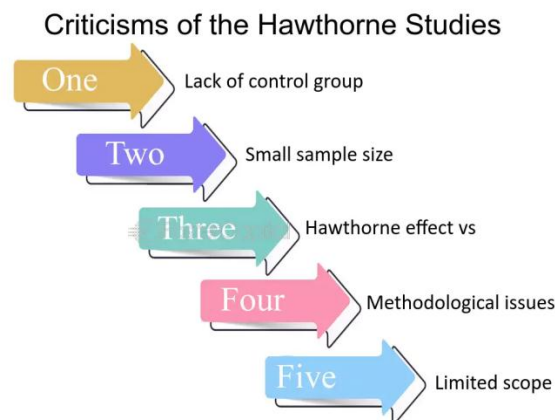 Criticisms of the Hawthorne Studies
One
Lack of control group
Two
Small sample size
Three
Hawthorne effect vs
Four
Methodological issues
Five
Limited scope